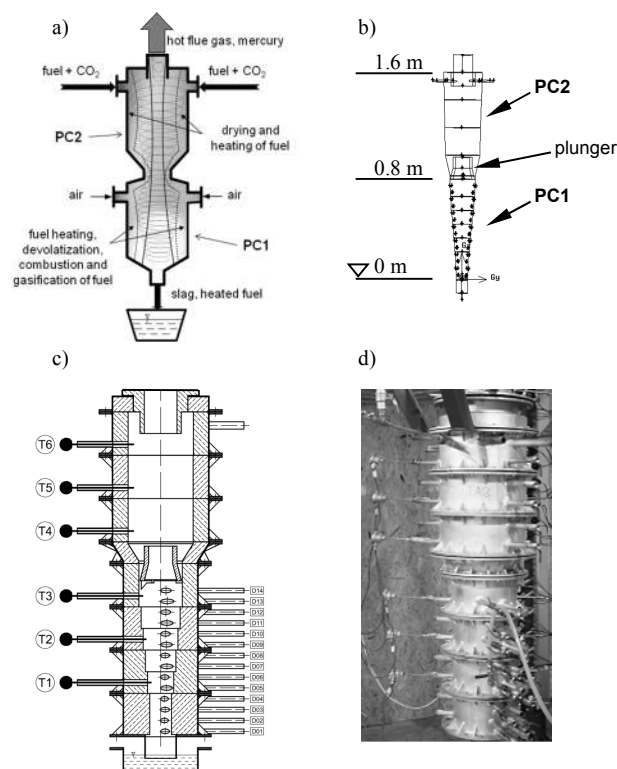 a)
hot flue gas, mercury
fuel + CO2 fuel + CO2
PC2
drying and
heating of fuel
air air
fuel heating,
devolatization,
combustion and
gasification of fuel
PC1
slag, heated fuel
b)
1.6 m
PC2
plunger
0.8 m
PC1
0 m
Gy
c)
T6
T5
T4
T3
T2
T1
D14
D13
D12
D11
D10
D09
D08
D07
D06
D05
D04
D03
D02
D01
d)